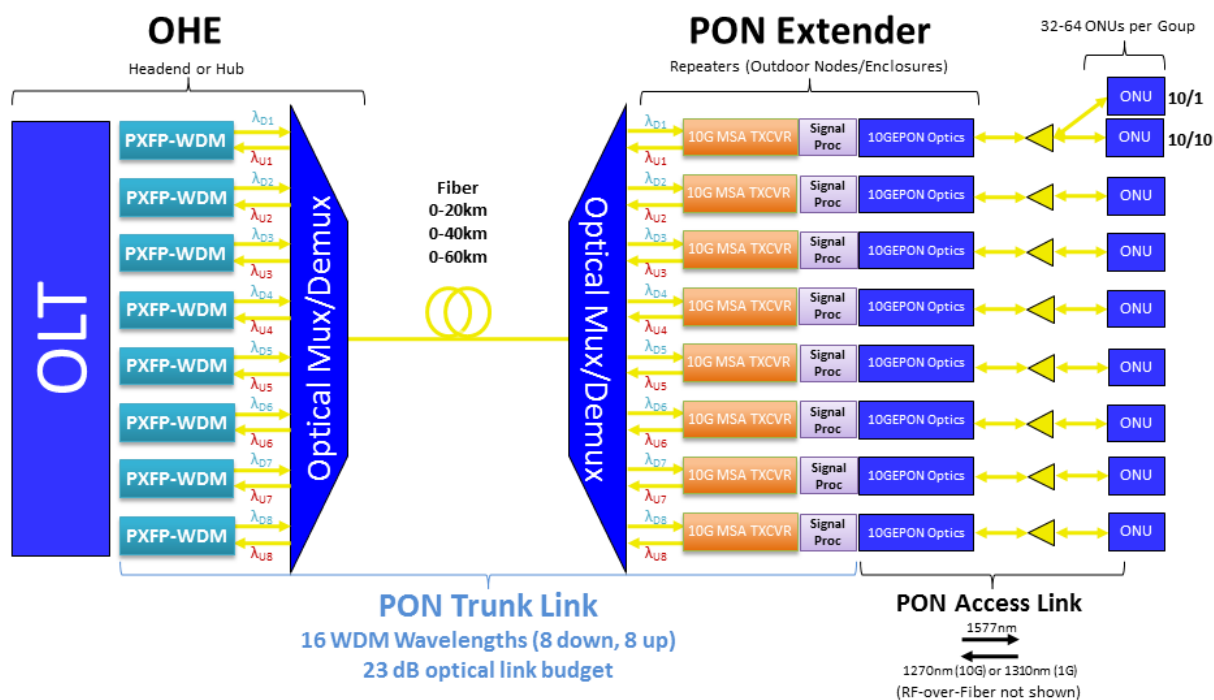 OHE
Headend or Hub
PON Extender
Repeaters (Outdoor Nodes/Enclosures)
32-64 ONUs per Goup
OLT
PXFP-WDM
PXFP-WDM
PXFP-WDM
PXFP-WDM
PXFP-WDM
PXFP-WDM
PXFP-WDM
PXFP-WDM
λD1
λU1
λD2
λU2
λD3
λU3
λD4
λU4
λD5
λU5
λD6
λU6
λD7
λU7
λD8
λU8
Optical Mux/Demux
Fiber
0-20km
0-40km
0-60km
Optical Mux/Demux
λD1
λU1
λD2
λU2
λD3
λU3
λD4
λU4
λD5
λU5
λD6
λU6
λD7
λU7
λD8
λU8
10G MSA TXCVR
Signal
Proc
10GEPON Optics
10G MSA TXCVR
Signal
Proc
10GEPON Optics
10G MSA TXCVR
Signal
Proc
10GEPON Optics
10G MSA TXCVR
Signal
Proc
10GEPON Optics
10G MSA TXCVR
Signal
Proc
10GEPON Optics
10G MSA TXCVR
Signal
Proc
10GEPON Optics
10G MSA TXCVR
Signal
Proc
10GEPON Optics
10G MSA TXCVR
Signal
Proc
10GEPON Optics
ONU 10/1
ONU 10/10
ONU
ONU
ONU
ONU
ONU
ONU
ONU
PON Trunk Link
16 WDM Wavelengths (8 down, 8 up)
23 dB optical link budget
PON Access Link
1577nm
1270nm (10G) or 1310nm (1G)
(RF-over-Fiber not shown)